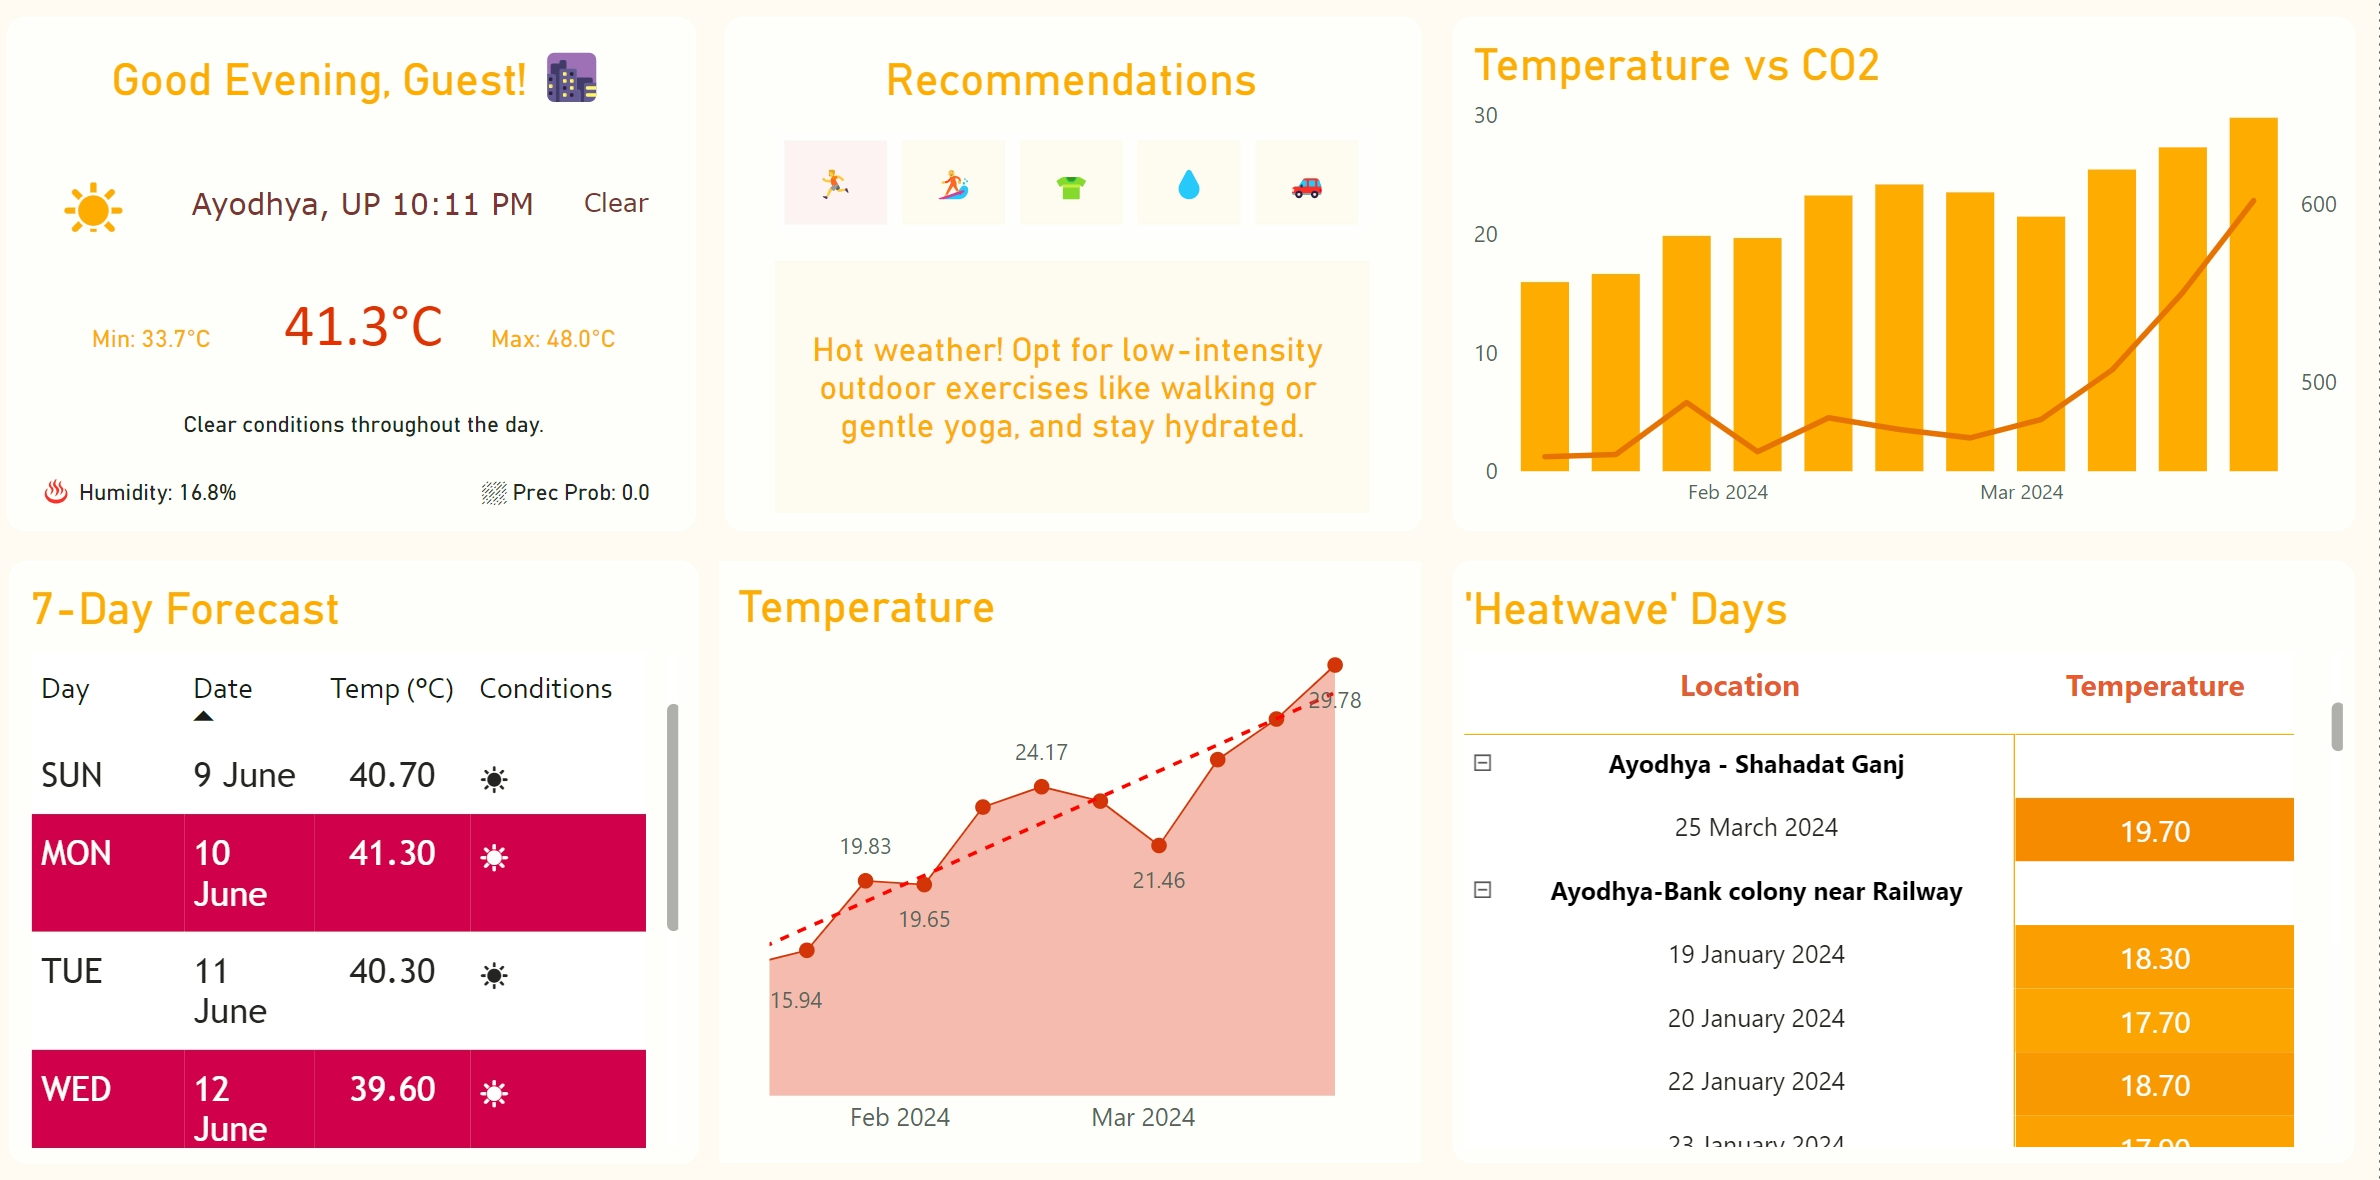 Good Evening, Guest!
Ayodhya, UP 10:11 PM Clear
Min: 33.7°C 41.3°C Max: 48.0°C
Clear conditions throughout the day.
Humidity: 16.8% Prec Prob: 0.0
Recommendations
Hot weather! Opt for low-intensity
outdoor exercises like walking or
gentle yoga, and stay hydrated.
Temperature vs CO2
30
20
10
0
600
500
Feb 2024 Mar 2024
7-Day Forecast
Day Date Temp (°C) Conditions
SUN 9 June 40.70
MON 10 June 41.30
TUE 11 June 40.30
WED 12 June 39.60
Temperature
29.78
24.17
19.83
21.46
19.65
15.94
Feb 2024 Mar 2024
'Heatwave' Days
Location Temperature
Ayodhya - Shahadat Ganj
25 March 2024 19.70
Ayodhya-Bank colony near Railway
19 January 2024 18.30
20 January 2024 17.70
22 January 2024 18.70
23 January 2024 17.90